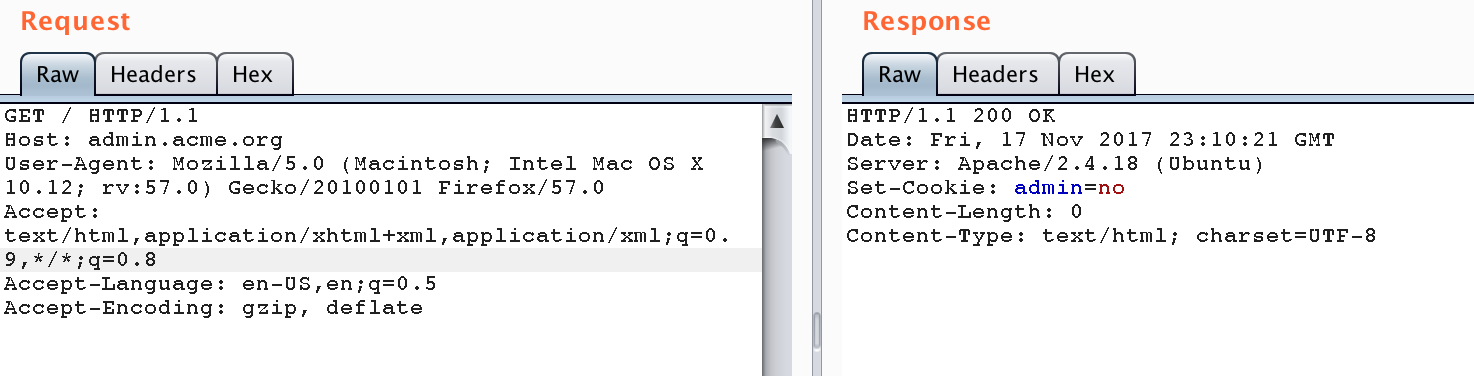 Request
Raw Headers Hex
GET / HTTP/1.1
Host: admin.acme.org
User-Agent: Mozilla/5.0 (Macintosh; Intel Mac OS X
10.12; rv:57.0) Gecko/20100101 Firefox/57.0
Accept:
text/html,application/xhtml+xml,application/xml;q=0.
9,*/*;q=0.8
Accept-Language: en-US,en;q=0.5
Accept-Encoding: gzip, deflate
Response
Raw Headers Hex
HTTP/1.1 200 OK
Date: Fri, 17 Nov 2017 23:10:21 GMT
Server: Apache/2.4.18 (Ubuntu)
Set-Cookie: admin=no
Content-Length: 0
Content-Type: text/html; charset=UTF-8